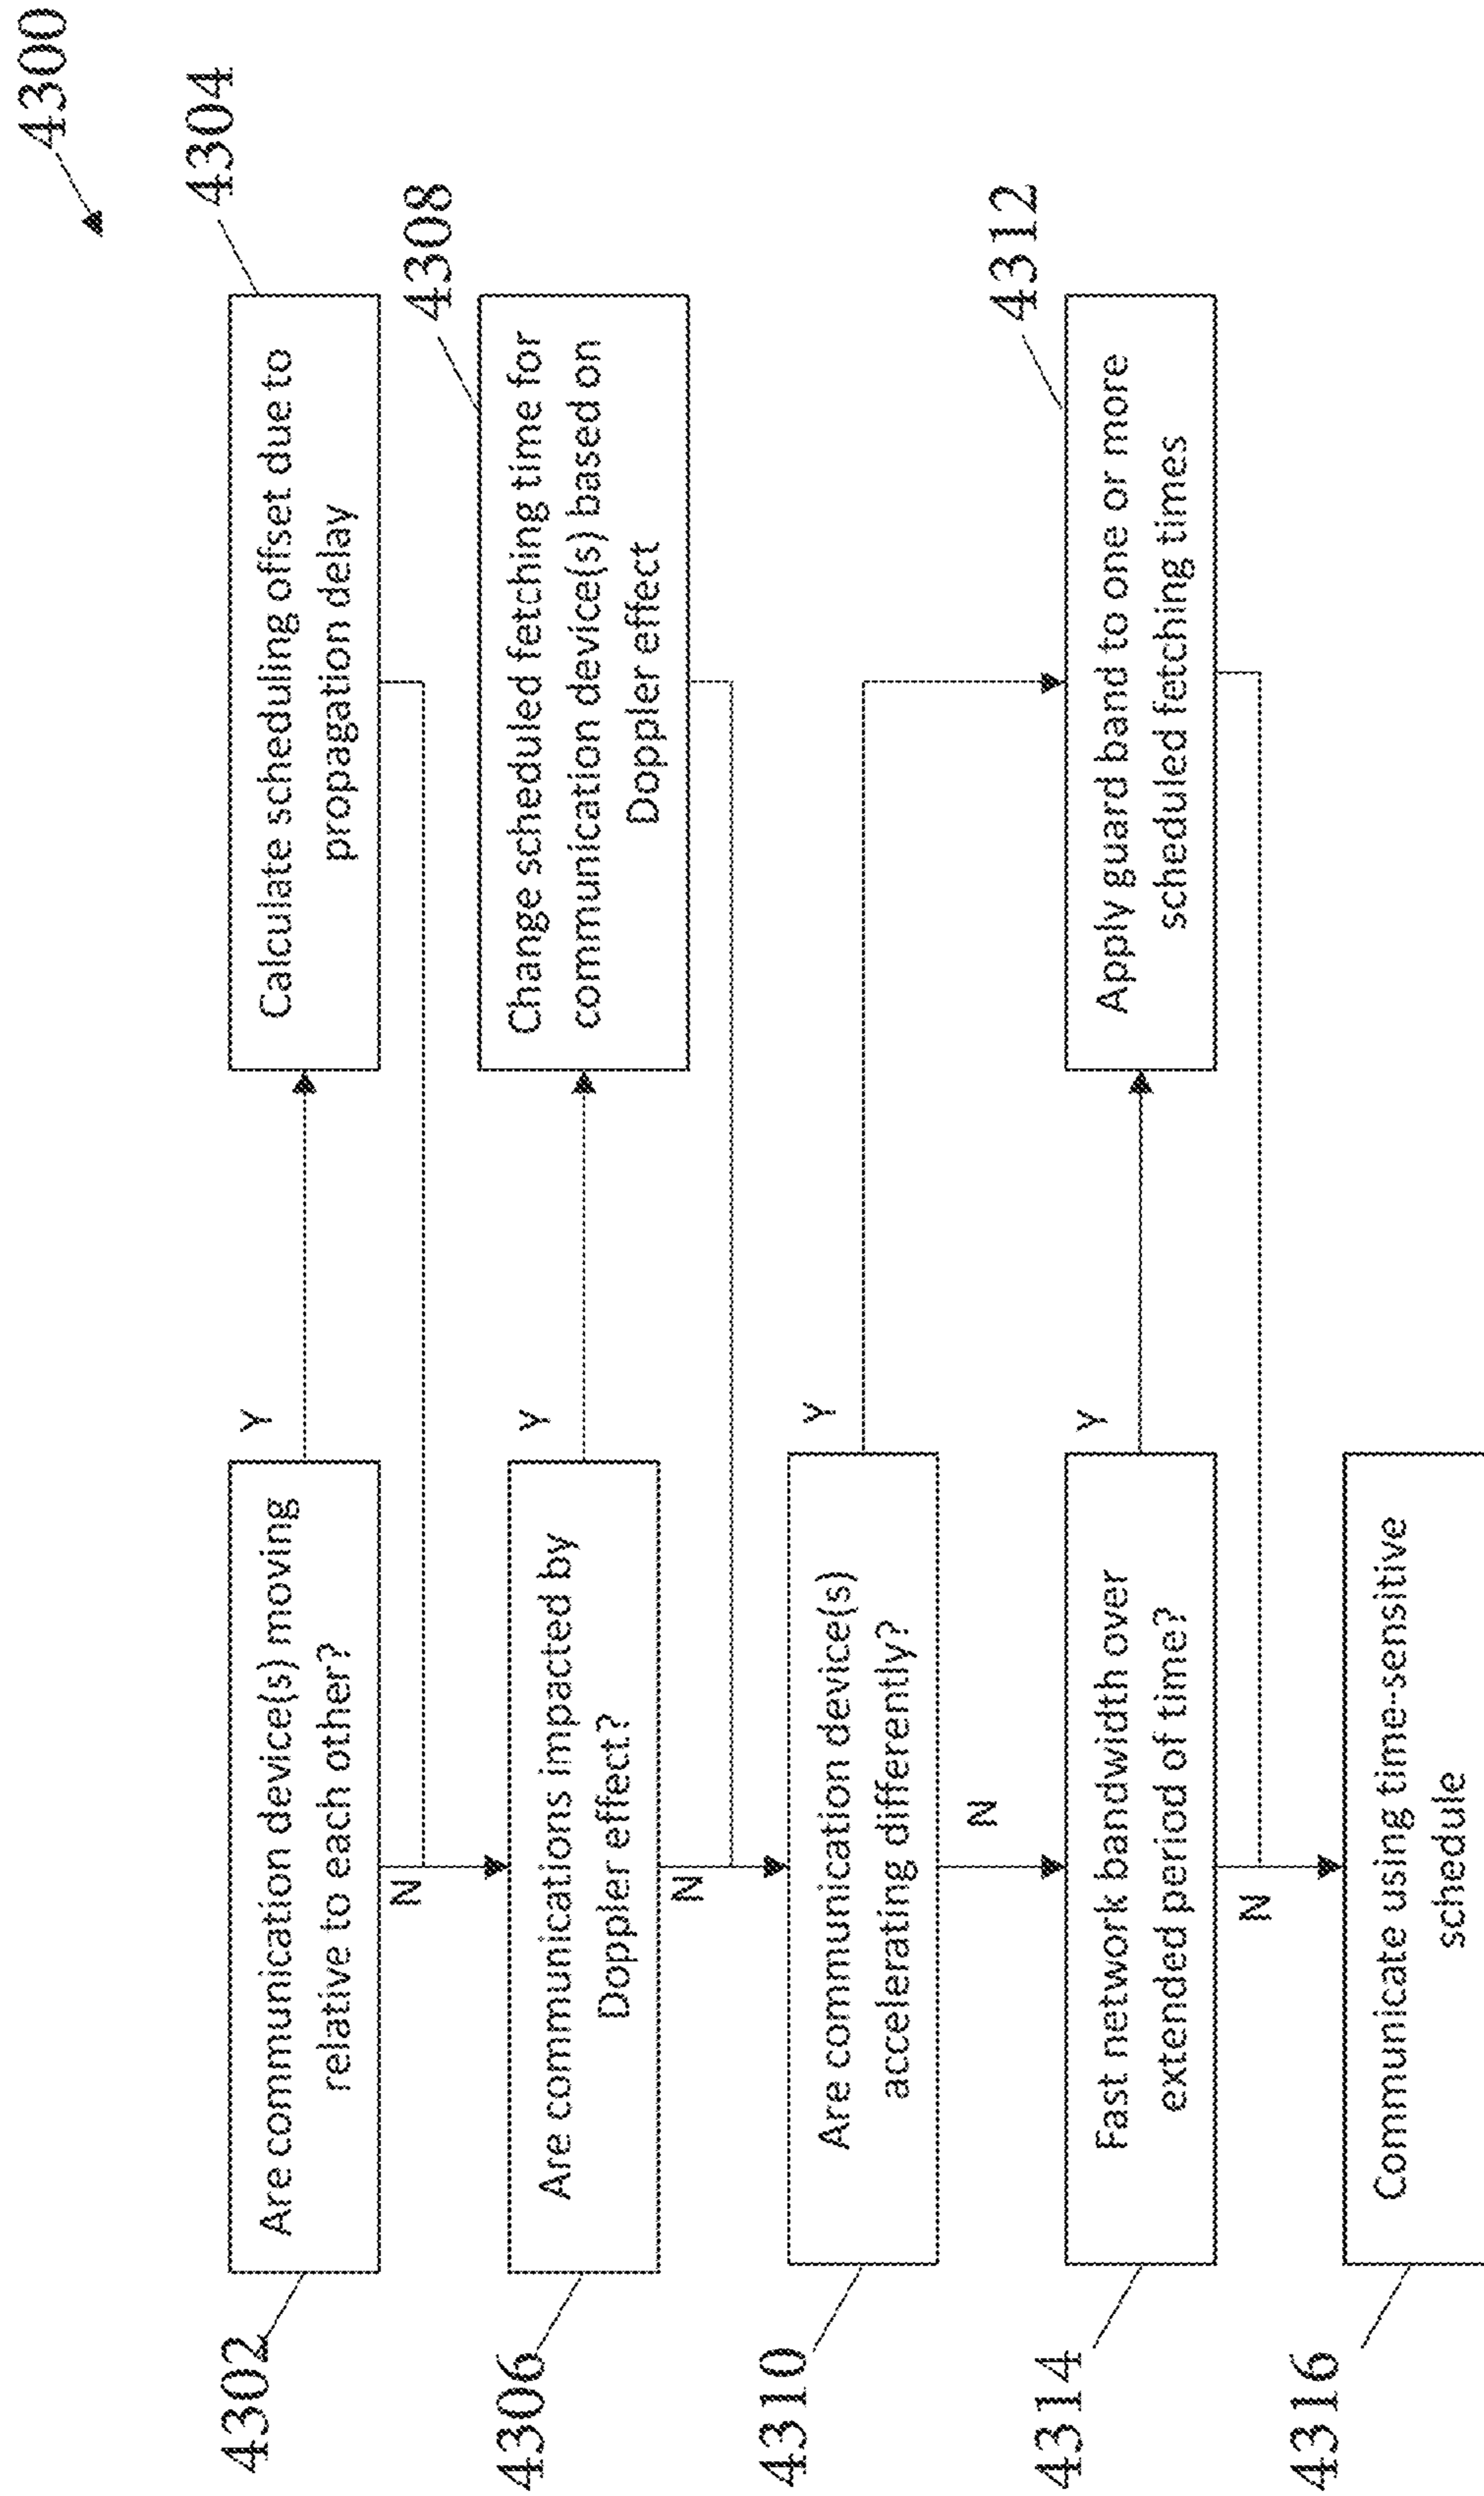 4300
4302
Are communication device(s) moving
relative to each other?
Y
4304
Calculate scheduling offset due to
propagation delay
N
4306
Are communications impacted by
Doppler effect?
Y
4308
Change scheduled fetching time for
communication device(s) based on
Doppler effect
N
4310
Are communication device(s)
accelerating differently?
Y
N
4312
Apply guard band to one or more
scheduled fetching times
4314
Fast network bandwidth over
extended period of time?
Y
N
4316
Communicate using time-sensitive
schedule